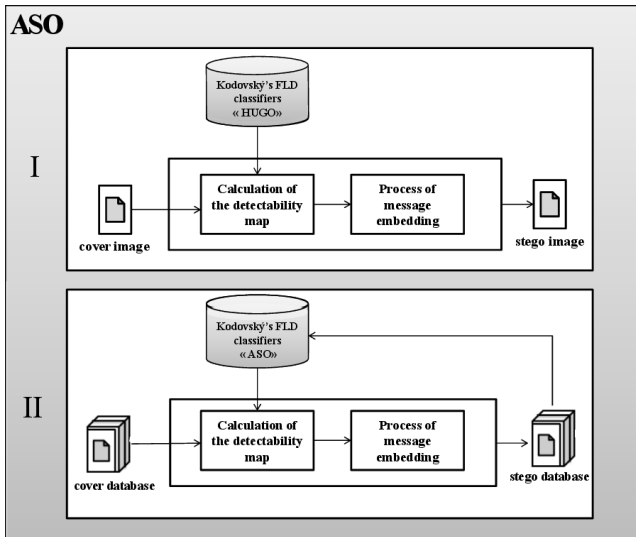 ASO
I
Kodovský's FLD
classifiers
« HUGO»
Calculation of
the detectability
map
Process of
message
embedding
cover image
stego image
II
Kodovský's FLD
classifiers
«ASO»
Calculation of
the detectability
map
Process of
message
embedding
cover database
stego database